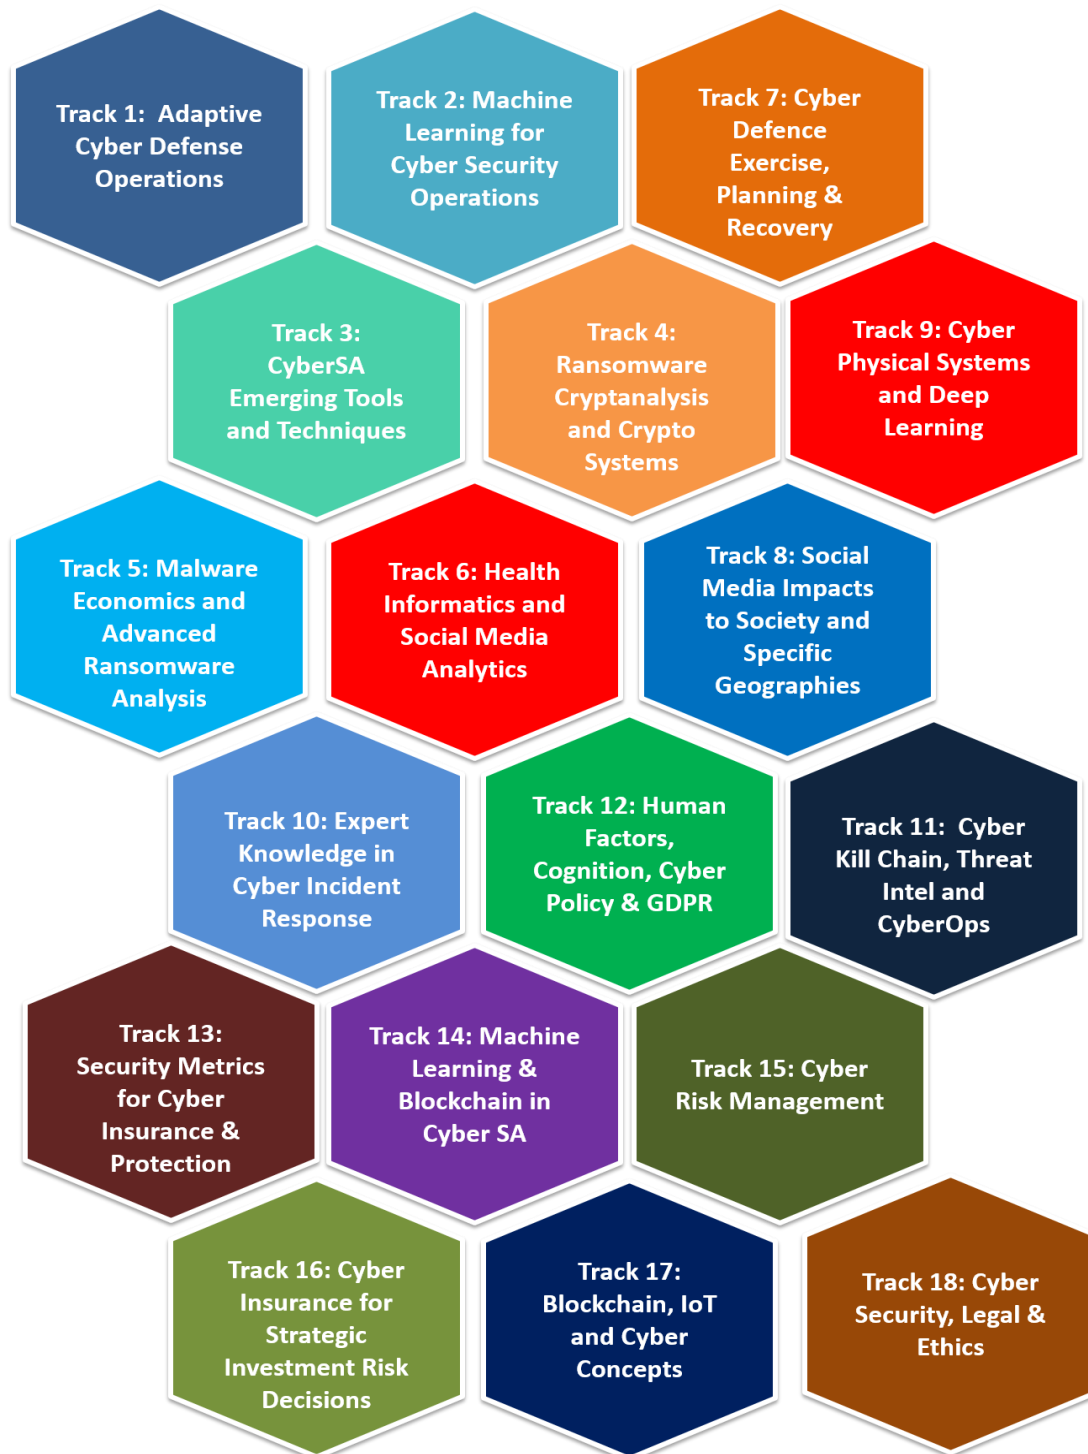 Track 1:  Adaptive
Cyber Defense
Operations
Track 2: Machine
Learning for
Cyber Security
Operations
Track 7: Cyber
Defence
Exercise,
Planning &
Recovery
Track 3:
CyberSA
Emerging Tools
and Techniques
Track 4:
Ransomware
Cryptanalysis
and Crypto
Systems
Track 9: Cyber
Physical Systems
and Deep
Learning
Track 5: Malware
Economics and
Advanced
Ransomware
Analysis
Track 6: Health
Informatics and
Social Media
Analytics
Track 8: Social
Media Impacts
to Society and
Specific
Geographies
Track 10: Expert
Knowledge in
Cyber Incident
Response
Track 12: Human
Factors,
Cognition, Cyber
Policy & GDPR
Track 11:  Cyber
Kill Chain, Threat
Intel and
CyberOps
Track 13:
Security Metrics
for Cyber
Insurance &
Protection
Track 14: Machine
Learning &
Blockchain in
Cyber SA
Track 15: Cyber
Risk Management
Track 16: Cyber
Insurance for
Strategic
Investment Risk
Decisions
Track 17:
Blockchain, IoT
and Cyber
Concepts
Track 18: Cyber
Security, Legal &
Ethics